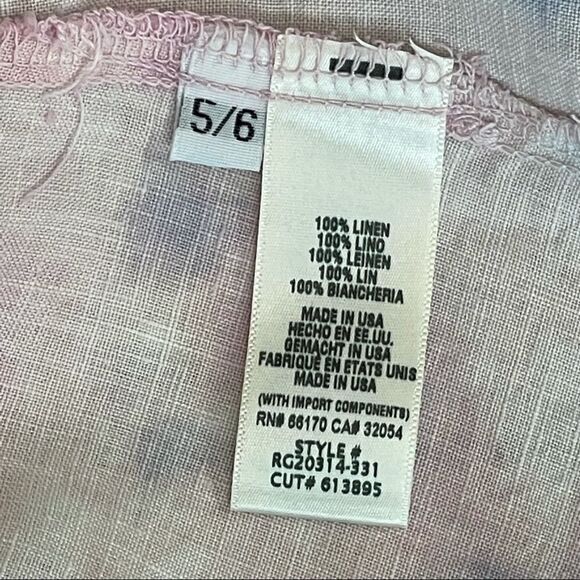 5/6
100% LINEN
100% LINO
100% LEINEN
100% LIN
100% BIANCHERIA
MADE IN USA
HECHO EN EE.UU.
GEMACHT IN USA
FABRIQUÉ EN ETATS UNIS
MADE IN USA
(WITH IMPORT COMPONENTS)
RN# 66170 CA# 32054
STYLE #
RG20314-331
CUT# 613895